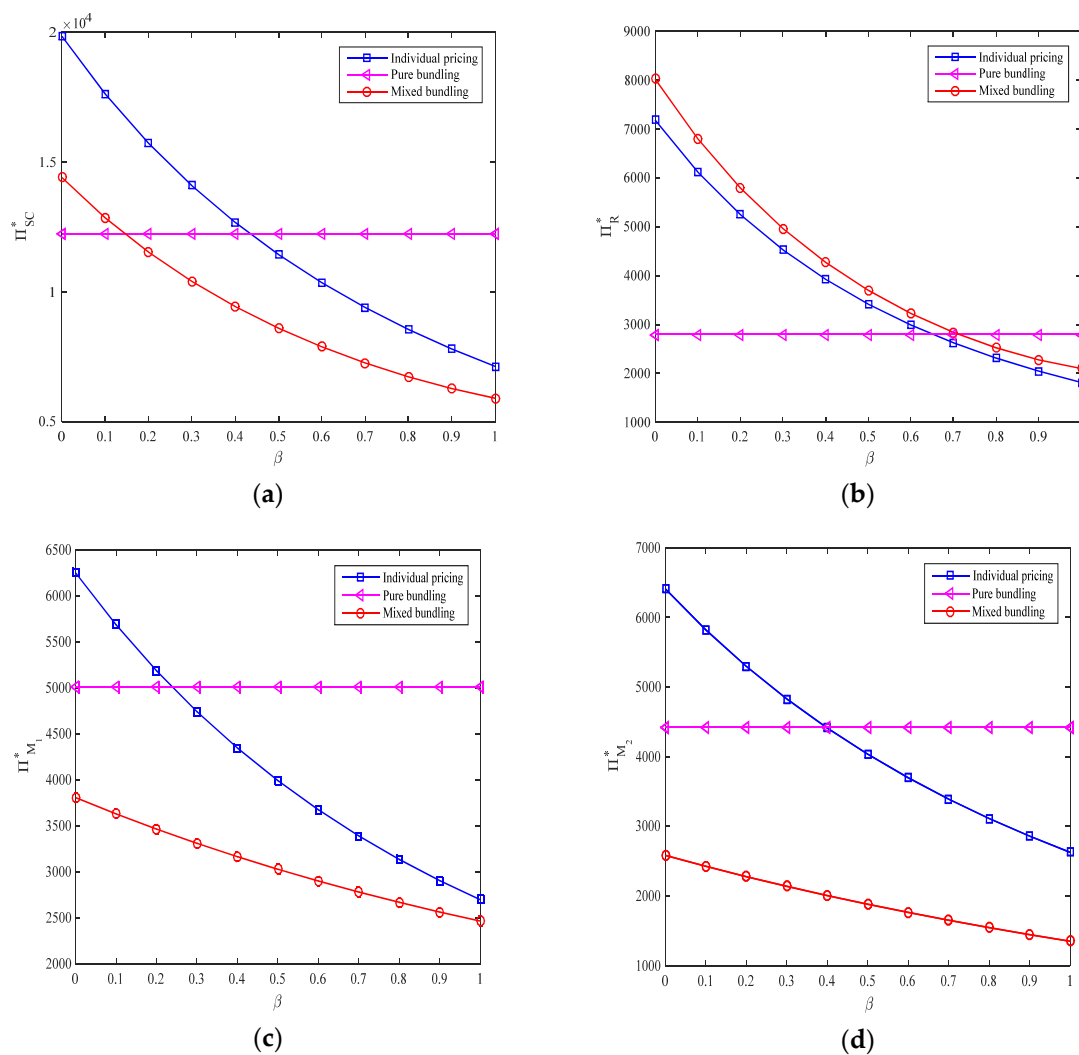 ×10⁴
2
1.5
1
0.5
Π*SC
Individual pricing
Pure bundling
Mixed bundling
0 0.1 0.2 0.3 0.4 0.5 0.6 0.7 0.8 0.9 1
β
(a)
9000
8000
7000
6000
5000
4000
3000
2000
1000
Π*R
Individual pricing
Pure bundling
Mixed bundling
0 0.1 0.2 0.3 0.4 0.5 0.6 0.7 0.8 0.9
β
(b)
6500
6000
5500
5000
4500
4000
3500
3000
2500
2000
Π*M1
Individual pricing
Pure bundling
Mixed bundling
0 0.1 0.2 0.3 0.4 0.5 0.6 0.7 0.8 0.9 1
β
(c)
7000
6000
5000
4000
3000
2000
1000
Π*M2
Individual pricing
Pure bundling
Mixed bundling
0 0.1 0.2 0.3 0.4 0.5 0.6 0.7 0.8 0.9 1
β
(d)